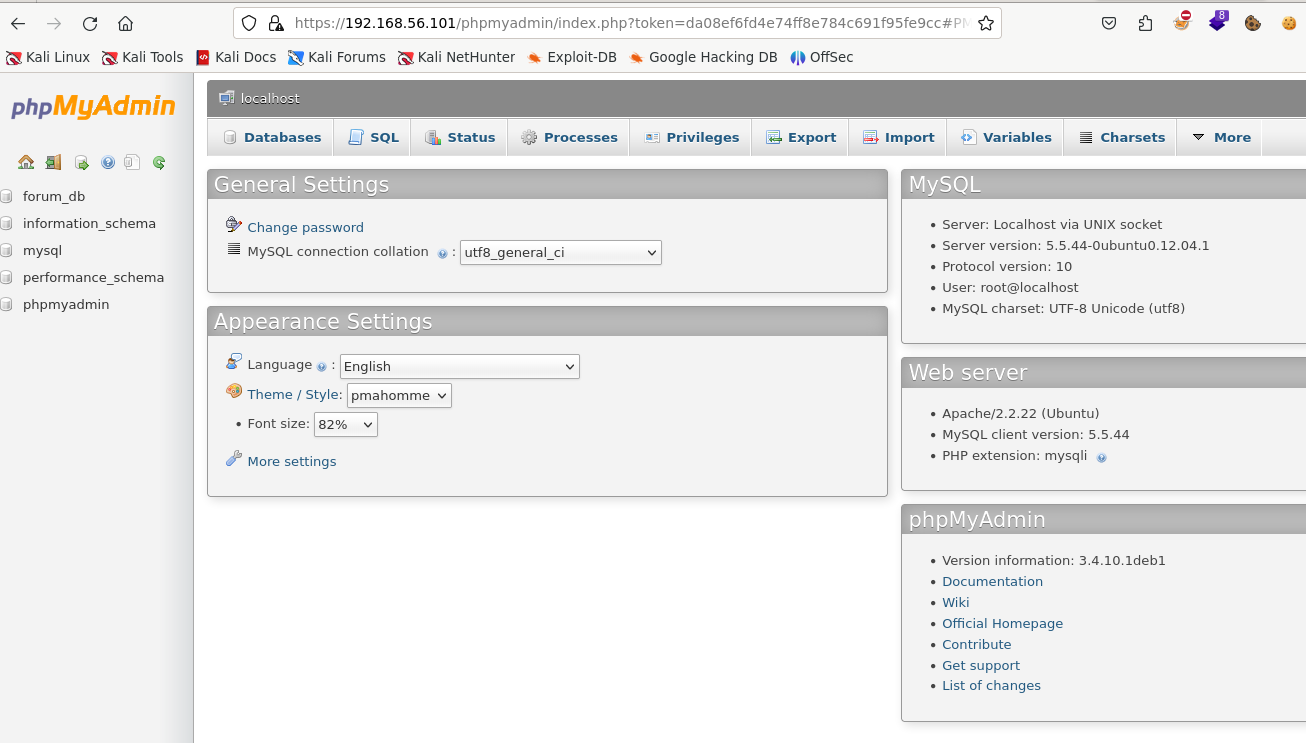 https://192.168.56.101/phpmyadmin/index.php?token=da08ef6fd4e74ff8e784c691f95fe9cc#PM
8
Kali Linux Kali Tools Kali Docs Kali Forums Kali NetHunter Exploit-DB Google Hacking DB OffSec
phpMyAdmin
forum_db
information_schema
mysql
performance_schema
phpmyadmin
localhost
Databases SQL Status Processes Privileges Export Import Variables Charsets More
General Settings
Change password
MySQL connection collation : utf8_general_ci
Appearance Settings
Language : English
Theme / Style: pmahomme
• Font size: 82%
More settings
MySQL
• Server: Localhost via UNIX socket
• Server version: 5.5.44-0ubuntu0.12.04.1
• Protocol version: 10
• User: root@localhost
• MySQL charset: UTF-8 Unicode (utf8)
Web server
• Apache/2.2.22 (Ubuntu)
• MySQL client version: 5.5.44
• PHP extension: mysqli
phpMyAdmin
• Version information: 3.4.10.1deb1
• Documentation
• Wiki
• Official Homepage
• Contribute
• Get support
• List of changes